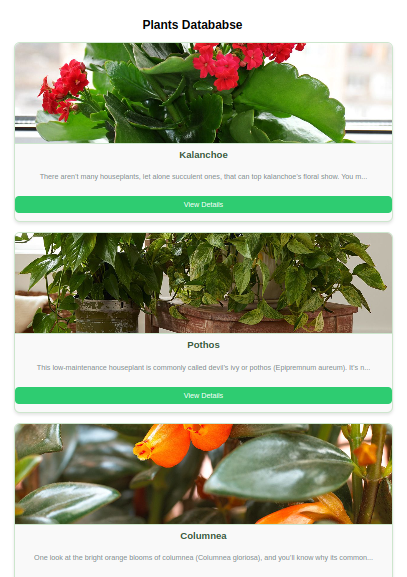 Plants Datababse
Kalanchoe
There aren't many houseplants, let alone succulent ones, that can top kalanchoe's floral show. You m...
View Details
Pothos
This low-maintenance houseplant is commonly called devil's ivy or pothos (Epipremnum aureum). It's n...
View Details
Columnea
One look at the bright orange blooms of columnea (Columnea gloriosa), and you'll know why its common...